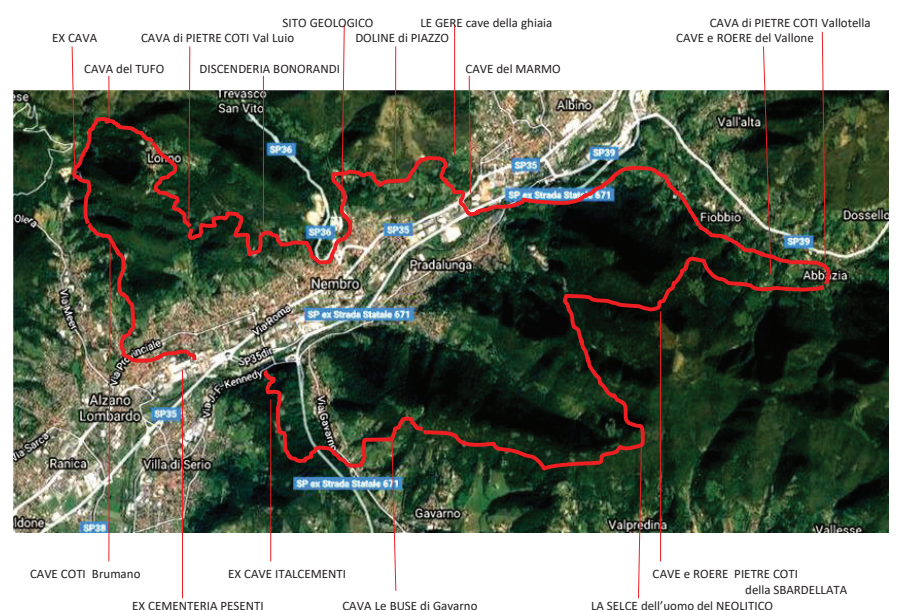 SITO GEOLOGICO
LE GERE cave della ghiaia
CAVA di PIETRE COTI Vallotella
EX CAVA
CAVA di PIETRE COTI Val Luio
DOLINE di PIAZZO
CAVE e ROERE del Vallone
CAVA del TUFO
DISCENDERIA BONORANDI
CAVE del MARMO
Trevasco
San Vito
Albino
Vall'alta
SP36
Lonno
SP35
SP39
SP ex Strada Statale 671
Olera
SP36
SP35
Fiobbio
Dossello
SP39
Pradalunga
Nembro
Abbazia
Via Roma
SP ex Strada Statale 671
Via Provinciale
SP35dir
Via J. F. Kennedy
Alzano
Lombardo
SP35
Via Gavarno
Via Sarca
Ranica
Villa di Serio
SP ex Strada Statale 671
Gavarno
SP38
Valpredina
Vallesse
CAVE COTI Brumano
EX CAVE ITALCEMENTI
CAVE e ROERE PIETRE COTI
della SBARDELLATA
EX CEMENTERIA PESENTI
CAVA Le BUSE di Gavarno
LA SELCE dell'uomo del NEOLITICO